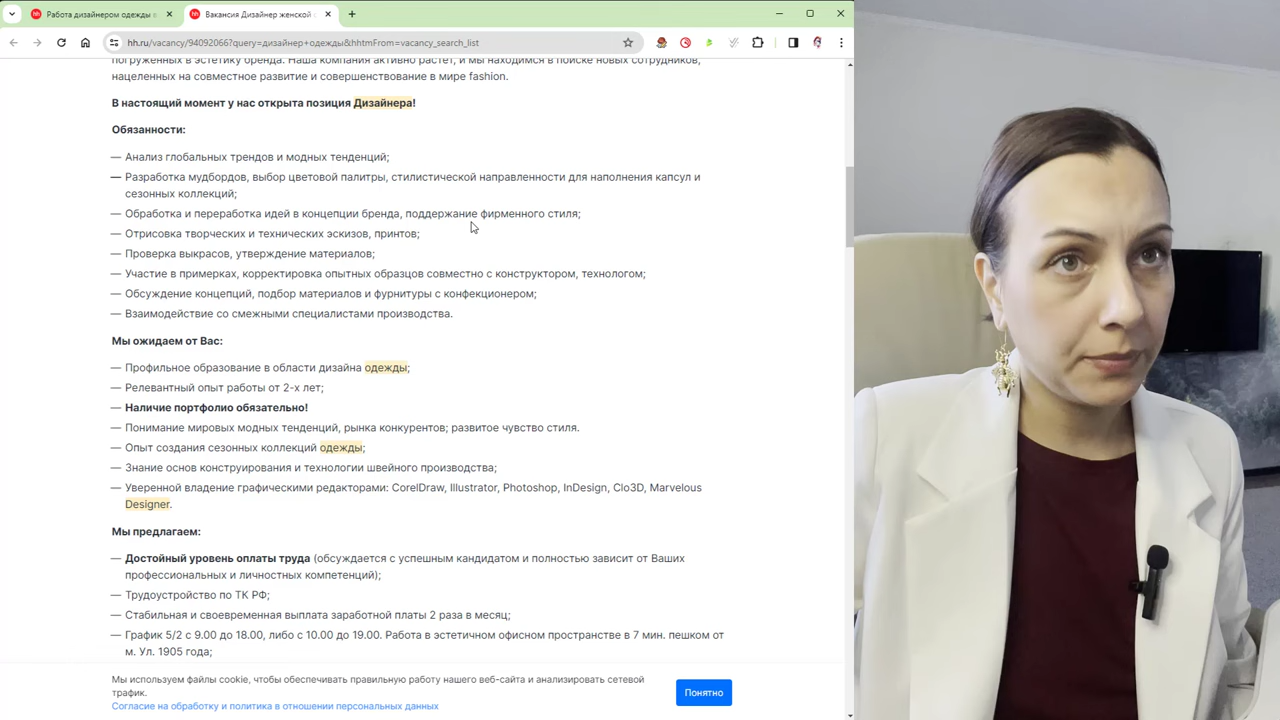 Работа дизайнером одежды в
Вакансия Дизайнер женской
hh.ru/vacancy/94092066?query=дизайнер+одежды&hhtmFrom=vacancy_search_list
погруженных в эстетику бренда. Наша компания активно растет, и мы находимся в поиске новых сотрудников,
нацеленных на совместное развитие и совершенствование в мире fashion.
В настоящий момент у нас открыта позиция Дизайнера!
Обязанности:
— Анализ глобальных трендов и модных тенденций;
— Разработка мудбордов, выбор цветовой палитры, стилистической направленности для наполнения капсул и
сезонных коллекций;
— Обработка и переработка идей в концепции бренда, поддержание фирменного стиля;
— Отрисовка творческих и технических эскизов, принтов;
— Проверка выкрасов, утверждение материалов;
— Участие в примерках, корректировка опытных образцов совместно с конструктором, технологом;
— Обсуждение концепций, подбор материалов и фурнитуры с конфекционером;
— Взаимодействие со смежными специалистами производства.
Мы ожидаем от Вас:
— Профильное образование в области дизайна одежды;
— Релевантный опыт работы от 2-х лет;
— Наличие портфолио обязательно!
— Понимание мировых модных тенденций, рынка конкурентов; развитое чувство стиля.
— Опыт создания сезонных коллекций одежды;
— Знание основ конструирования и технологии швейного производства;
— Уверенной владение графическими редакторами: CorelDraw, Illustrator, Photoshop, InDesign, Clo3D, Marvelous
Designer.
Мы предлагаем:
— Достойный уровень оплаты труда (обсуждается с успешным кандидатом и полностью зависит от Ваших
профессиональных и личностных компетенций);
— Трудоустройство по ТК РФ;
— Стабильная и своевременная выплата заработной платы 2 раза в месяц;
— График 5/2 с 9.00 до 18.00, либо с 10.00 до 19.00. Работа в эстетичном офисном пространстве в 7 мин. пешком от
м. Ул. 1905 года;
Мы используем файлы cookie, чтобы обеспечивать правильную работу нашего веб-сайта и анализировать сетевой
трафик.
Согласие на обработку и политика в отношении персональных данных
Понятно